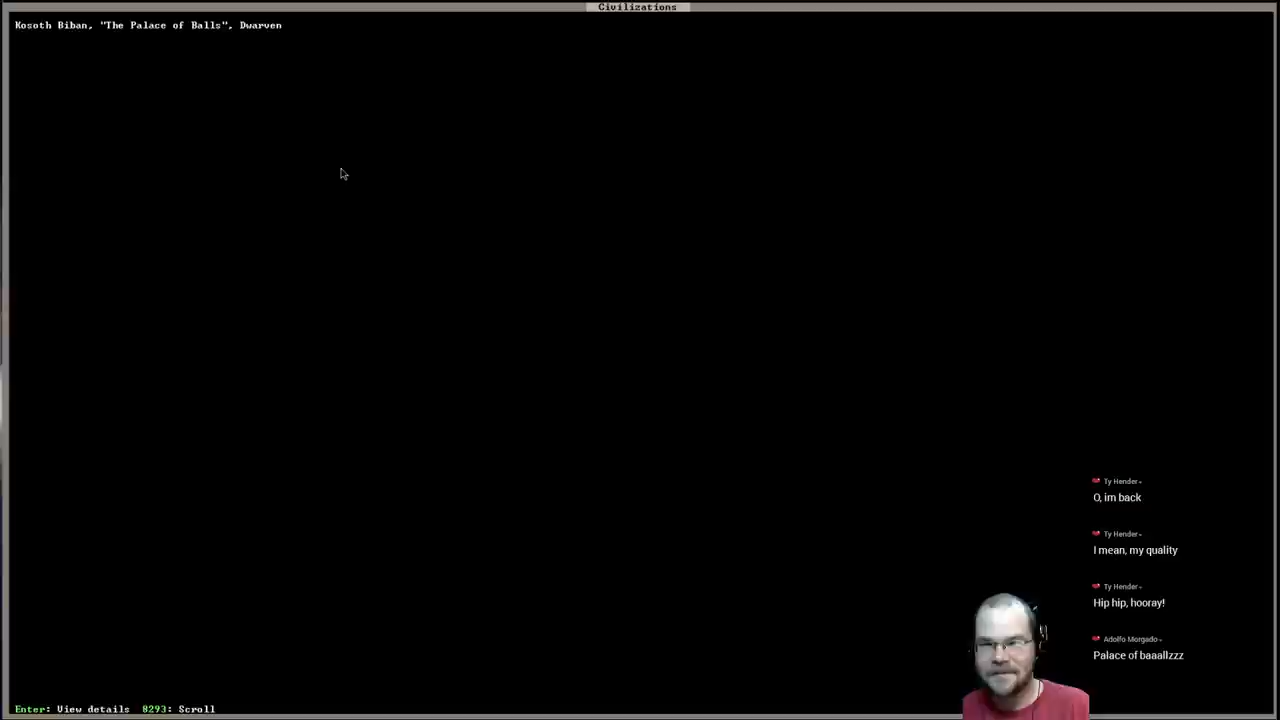 Civilizations
Kosoth Biban, "The Palace of Balls", Dwarven
Ty Hender
O, im back
Ty Hender
I mean, my quality
Ty Hender
Hip hip, hooray!
Adolfo Morgado
Palace of baaallzzz
Enter: View details 8293: Scroll